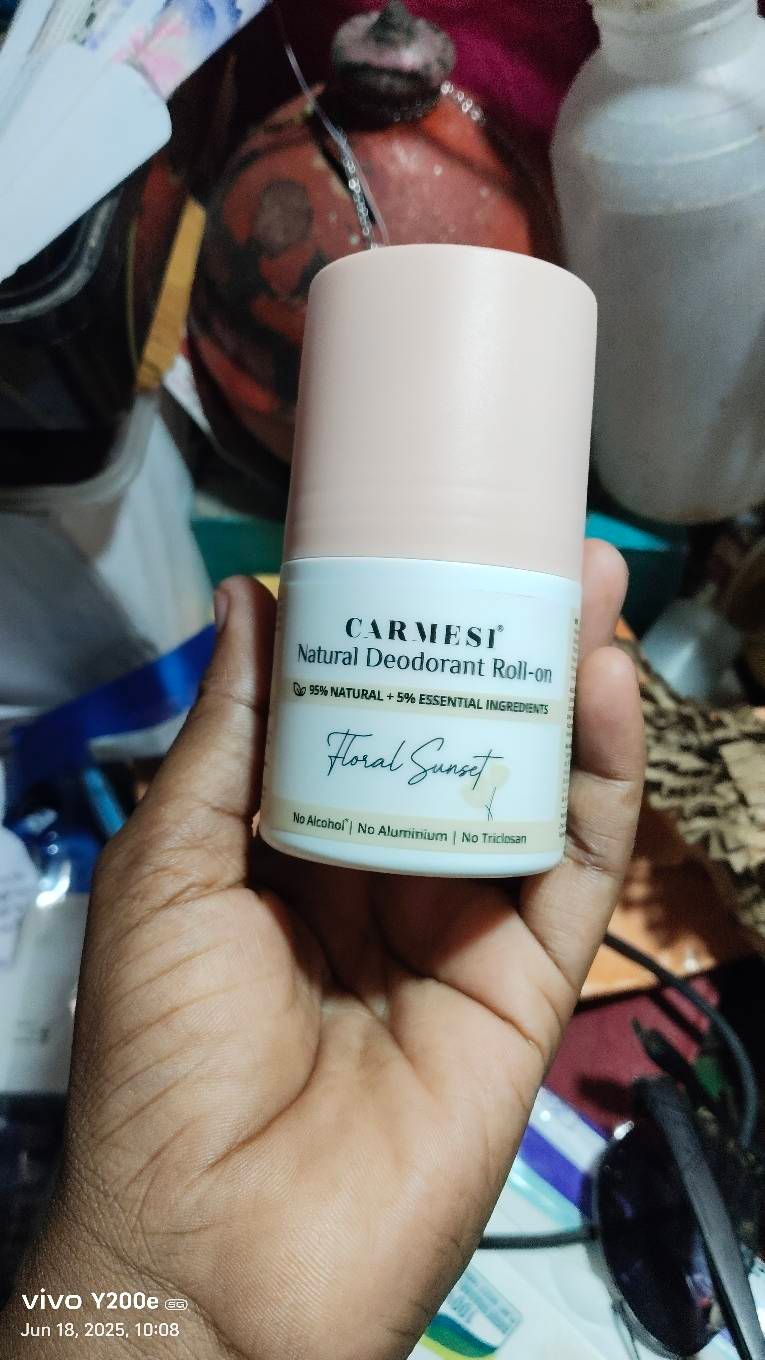 CARMESI®
Natural Deodorant Roll-on
95% NATURAL + 5% ESSENTIAL INGREDIENTS
Floral Sunset
No Alcohol* | No Aluminium | No Triclosan
vivo Y200e 5G
Jun 18, 2025, 10:08